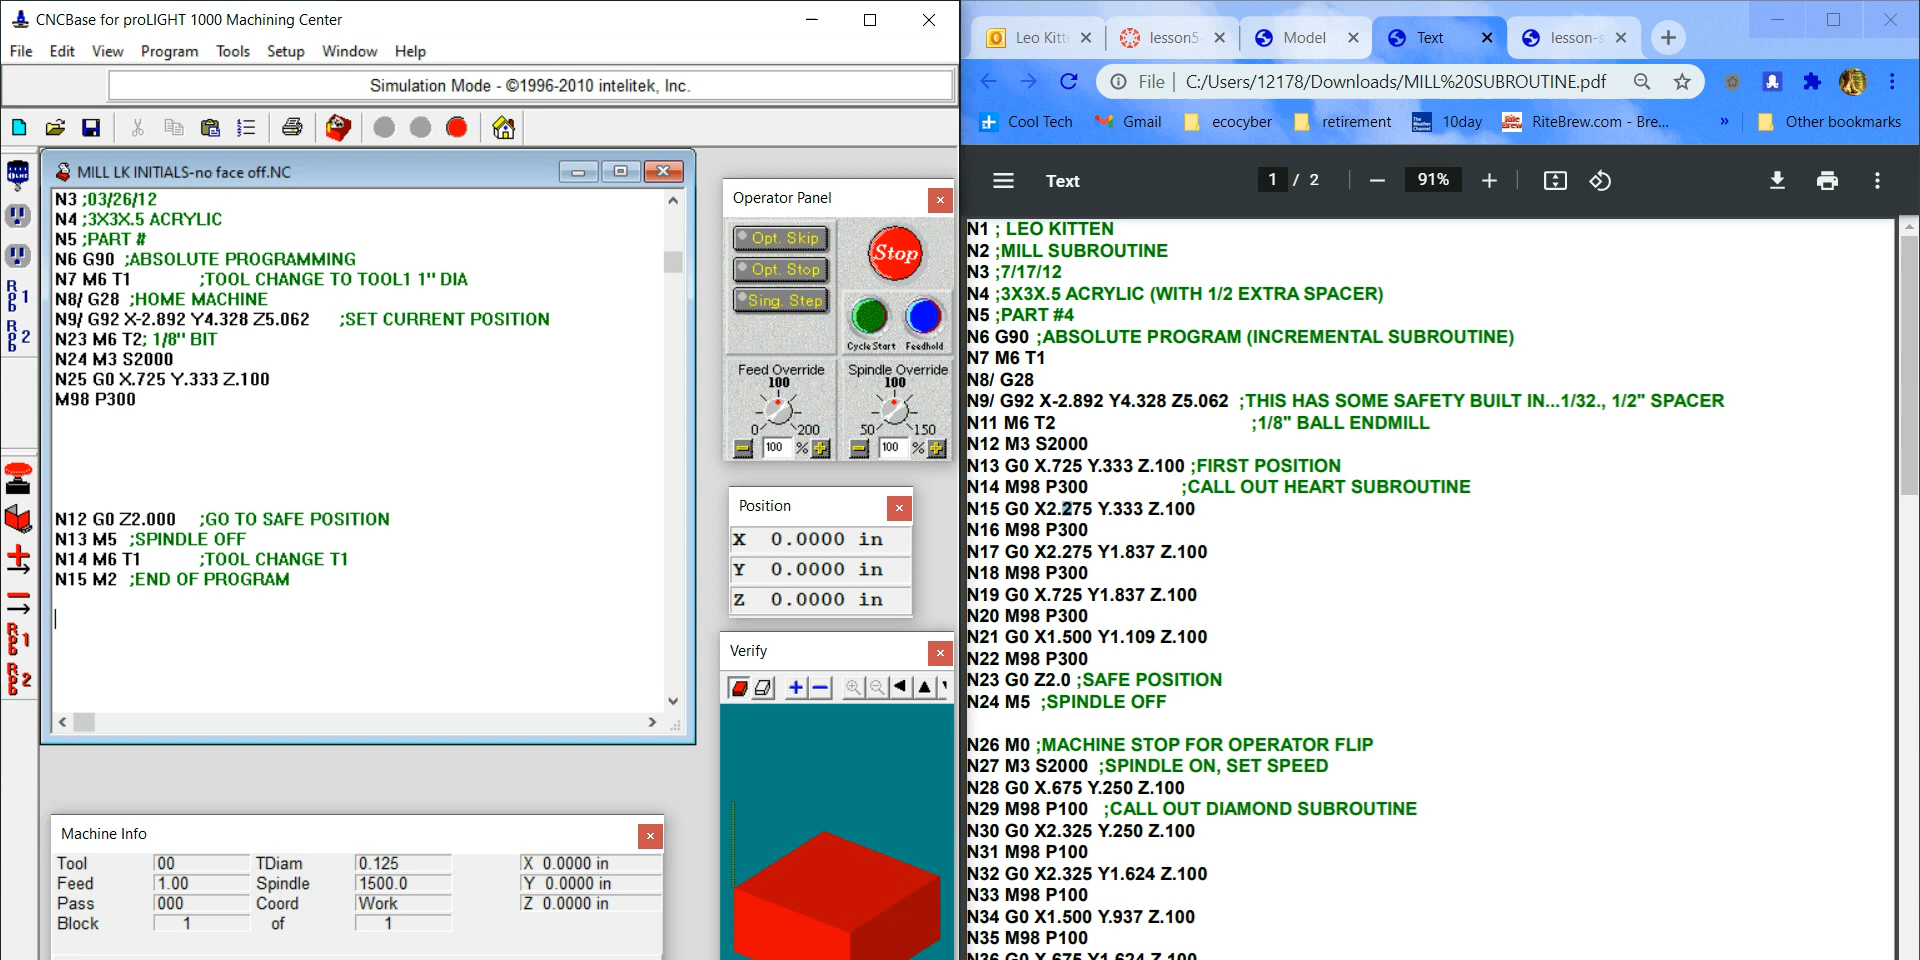 CNCBase for proLIGHT 1000 Machining Center
File Edit View Program Tools Setup Window Help
Simulation Mode - ©1996-2010 intelitek, Inc.
MILL LK INITIALS-no face off.NC
N3 ;03/26/12
N4 ;3X3X.5 ACRYLIC
N5 ;PART #
N6 G90 ;ABSOLUTE PROGRAMMING
N7 M6 T1 ;TOOL CHANGE TO TOOL1 1" DIA
N8/ G28 ;HOME MACHINE
N9/ G92 X-2.892 Y4.328 Z5.062 ;SET CURRENT POSITION
N23 M6 T2; 1/8" BIT
N24 M3 S2000
N25 G0 X.725 Y.333 Z.100
M98 P300
N12 G0 Z2.000 ;GO TO SAFE POSITION
N13 M5 ;SPINDLE OFF
N14 M6 T1 ;TOOL CHANGE T1
N15 M2 ;END OF PROGRAM
Operator Panel
Opt. Skip
Opt. Stop
Sing. Step
Stop
Cycle Start Feedhold
Feed Override
100
0 200
100 %
Spindle Override
100
50 150
100 %
Position
X 0.0000 in
Y 0.0000 in
Z 0.0000 in
Verify
Machine Info
Tool 00 TDiam 0.125 X 0.0000 in
Feed 1.00 Spindle 1500.0 Y 0.0000 in
Pass 000 Coord Work Z 0.0000 in
Block 1 of 1
Leo Kitt
lesson5
Model
Text
lesson-s
File | C:/Users/12178/Downloads/MILL%20SUBROUTINE.pdf
Cool Tech Gmail ecocyber retirement 10day RiteBrew.com - Bre... » Other bookmarks
Text 1 / 2 91%
N1 ; LEO KITTEN
N2 ;MILL SUBROUTINE
N3 ;7/17/12
N4 ;3X3X.5 ACRYLIC (WITH 1/2 EXTRA SPACER)
N5 ;PART #4
N6 G90 ;ABSOLUTE PROGRAM (INCREMENTAL SUBROUTINE)
N7 M6 T1
N8/ G28
N9/ G92 X-2.892 Y4.328 Z5.062 ;THIS HAS SOME SAFETY BUILT IN...1/32., 1/2" SPACER
N11 M6 T2 ;1/8" BALL ENDMILL
N12 M3 S2000
N13 G0 X.725 Y.333 Z.100 ;FIRST POSITION
N14 M98 P300 ;CALL OUT HEART SUBROUTINE
N15 G0 X2.275 Y.333 Z.100
N16 M98 P300
N17 G0 X2.275 Y1.837 Z.100
N18 M98 P300
N19 G0 X.725 Y1.837 Z.100
N20 M98 P300
N21 G0 X1.500 Y1.109 Z.100
N22 M98 P300
N23 G0 Z2.0 ;SAFE POSITION
N24 M5 ;SPINDLE OFF
N26 M0 ;MACHINE STOP FOR OPERATOR FLIP
N27 M3 S2000 ;SPINDLE ON, SET SPEED
N28 G0 X.675 Y.250 Z.100
N29 M98 P100 ;CALL OUT DIAMOND SUBROUTINE
N30 G0 X2.325 Y.250 Z.100
N31 M98 P100
N32 G0 X2.325 Y1.624 Z.100
N33 M98 P100
N34 G0 X1.500 Y.937 Z.100
N35 M98 P100
N36 G0 X.675 Y1.624 Z.100